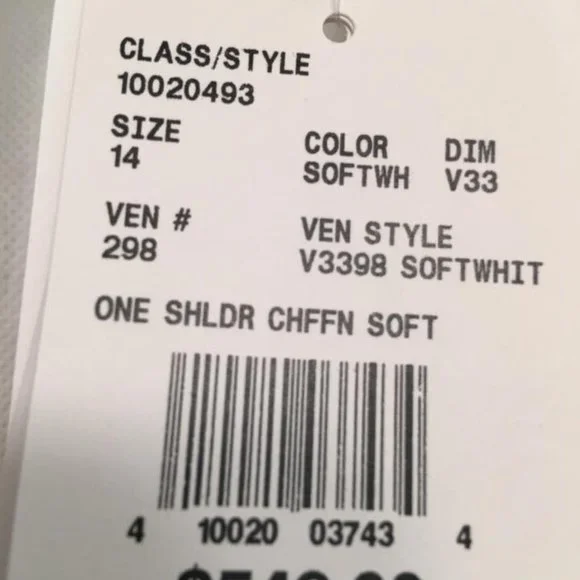 CLASS/STYLE
10020493
SIZE COLOR DIM
14 SOFTWH V33
VEN # VEN STYLE
298 V3398 SOFTWHIT
ONE SHLDR CHFFN SOFT
4 10020 03743 4